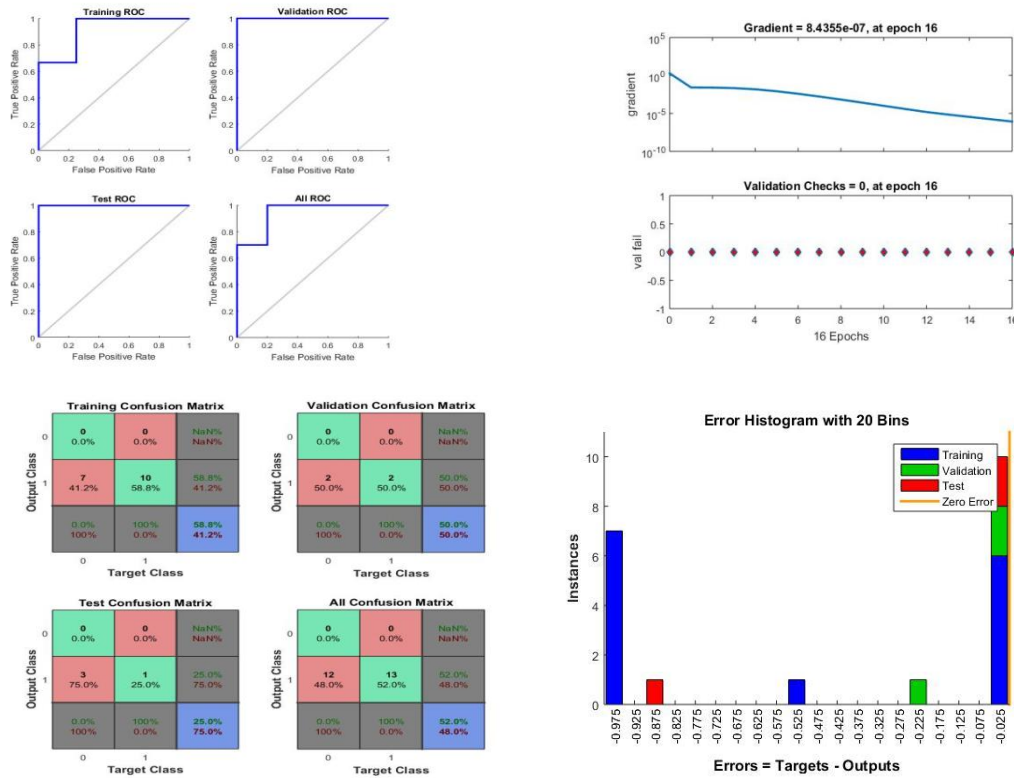 Training ROC
1
0.8
0.6
0.4
0.2
0
0 0.2 0.4 0.6 0.8 1
True Positive Rate
False Positive Rate
Validation ROC
1
0.8
0.6
0.4
0.2
0
0 0.2 0.4 0.6 0.8 1
True Positive Rate
False Positive Rate
Test ROC
1
0.8
0.6
0.4
0.2
0
0 0.2 0.4 0.6 0.8 1
True Positive Rate
False Positive Rate
All ROC
1
0.8
0.6
0.4
0.2
0
0 0.2 0.4 0.6 0.8 1
True Positive Rate
False Positive Rate
Gradient = 8.4355e-07, at epoch 16
10^5
10^0
10^-5
10^-10
gradient
Validation Checks = 0, at epoch 16
1
0.5
0
-0.5
-1
val fail
0 2 4 6 8 10 12 14 16
16 Epochs
Training Confusion Matrix
0 0 NaN%
0.0% 0.0% NaN%
7 10 58.8%
41.2% 58.8% 41.2%
0.0% 100% 58.8%
100% 0.0% 41.2%
0
1
Output Class
0 1
Target Class
Validation Confusion Matrix
0 0 NaN%
0.0% 0.0% NaN%
2 2 50.0%
50.0% 50.0% 50.0%
0.0% 100% 50.0%
100% 0.0% 50.0%
0
1
Output Class
0 1
Target Class
Test Confusion Matrix
0 0 NaN%
0.0% 0.0% NaN%
3 1 25.0%
75.0% 25.0% 75.0%
0.0% 100% 25.0%
100% 0.0% 75.0%
0
1
Output Class
0 1
Target Class
All Confusion Matrix
0 0 NaN%
0.0% 0.0% NaN%
12 13 52.0%
48.0% 52.0% 48.0%
0.0% 100% 52.0%
100% 0.0% 48.0%
0
1
Output Class
0 1
Target Class
Error Histogram with 20 Bins
Training
Validation
Test
Zero Error
10
8
6
4
2
0
Instances
-0.975
-0.925
-0.875
-0.825
-0.775
-0.725
-0.675
-0.625
-0.575
-0.525
-0.475
-0.425
-0.375
-0.325
-0.275
-0.225
-0.175
-0.125
-0.075
-0.025
Errors = Targets - Outputs